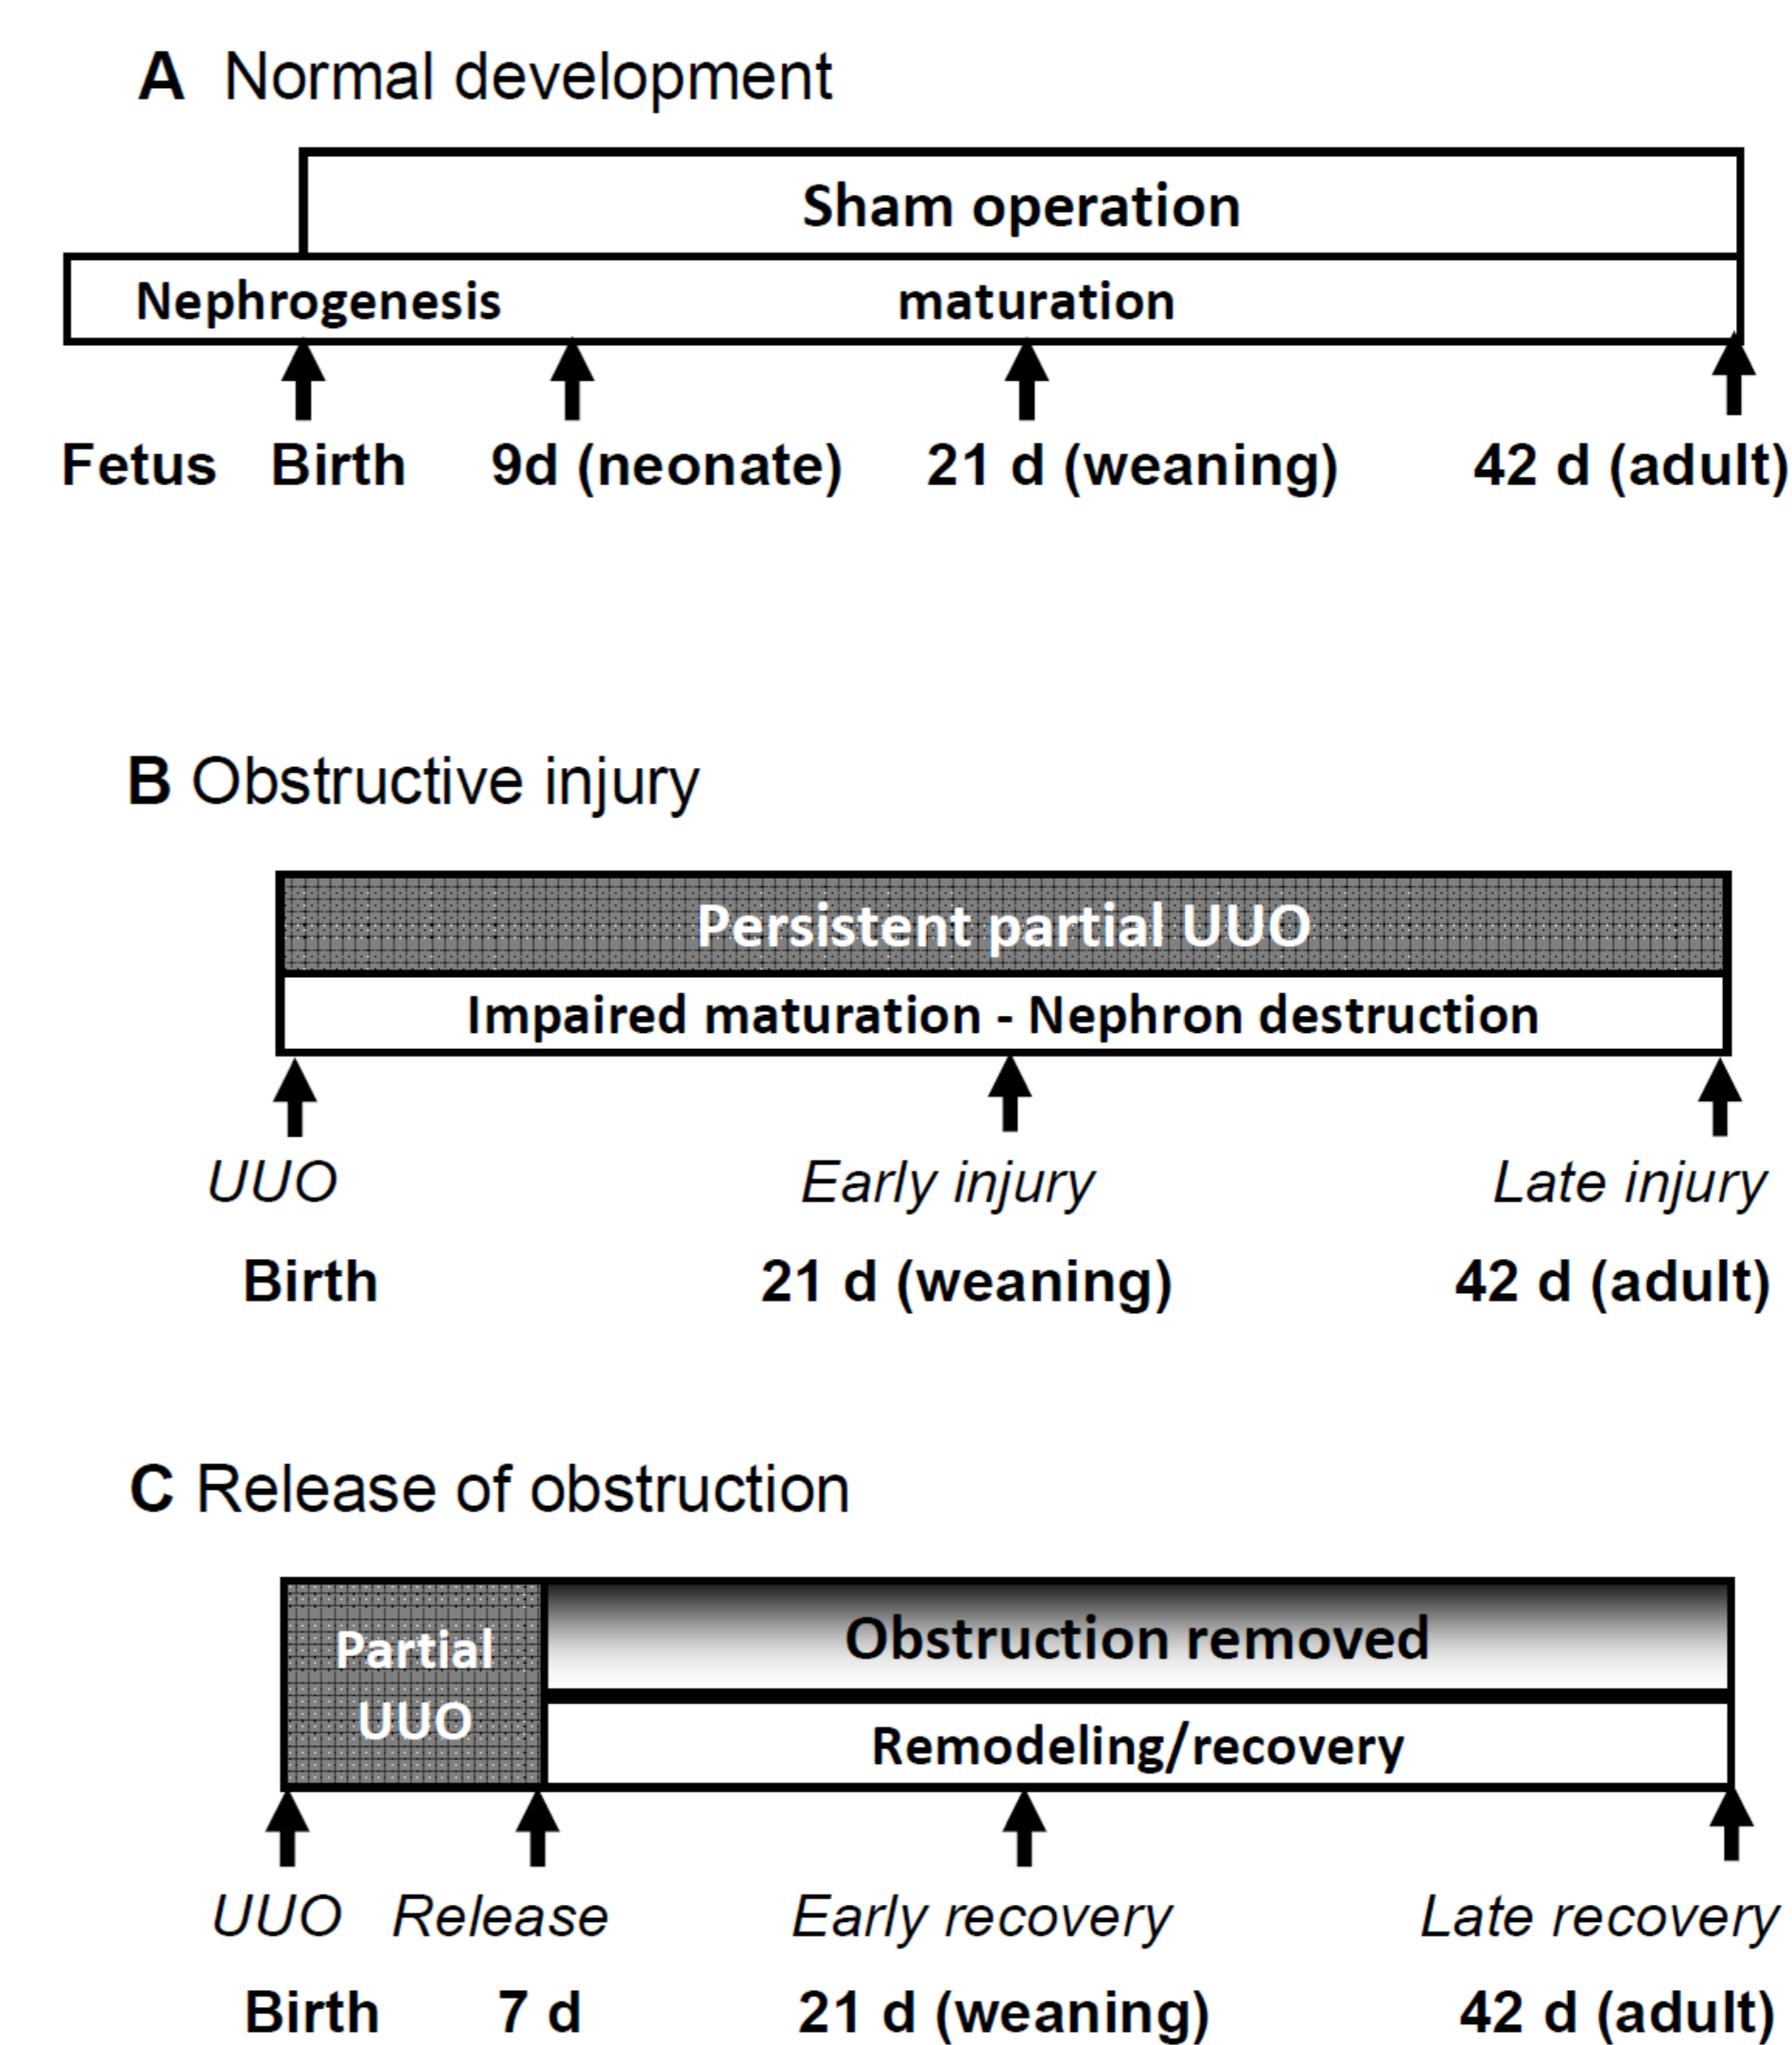 A Normal development
Sham operation
Nephrogenesis maturation
Fetus Birth 9d (neonate) 21 d (weaning) 42 d (adult)
B Obstructive injury
Persistent partial UUO
Impaired maturation - Nephron destruction
UUO Early injury Late injury
Birth 21 d (weaning) 42 d (adult)
C Release of obstruction
Partial
UUO
Obstruction removed
Remodeling/recovery
UUO Release Early recovery Late recovery
Birth 7 d 21 d (weaning) 42 d (adult)